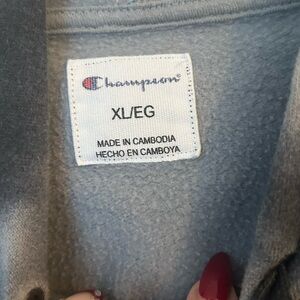 Champion
XL/EG
MADE IN CAMBODIA
HECHO EN CAMBOYA